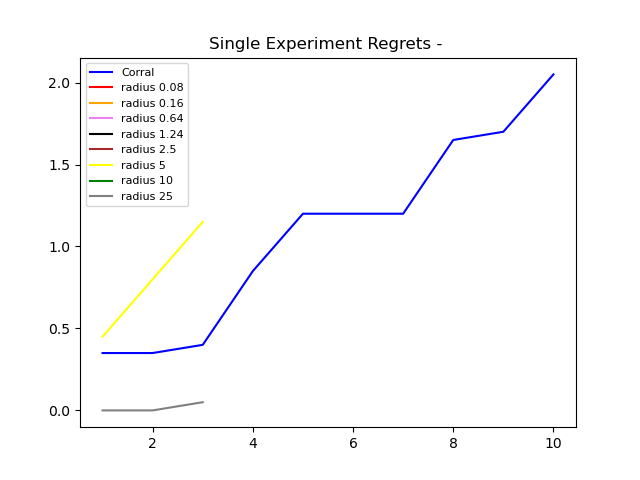 Single Experiment Regrets -
Corral
radius 0.08
radius 0.16
radius 0.64
radius 1.24
radius 2.5
radius 5
radius 10
radius 25
2.0
1.5
1.0
0.5
0.0
2 4 6 8 10